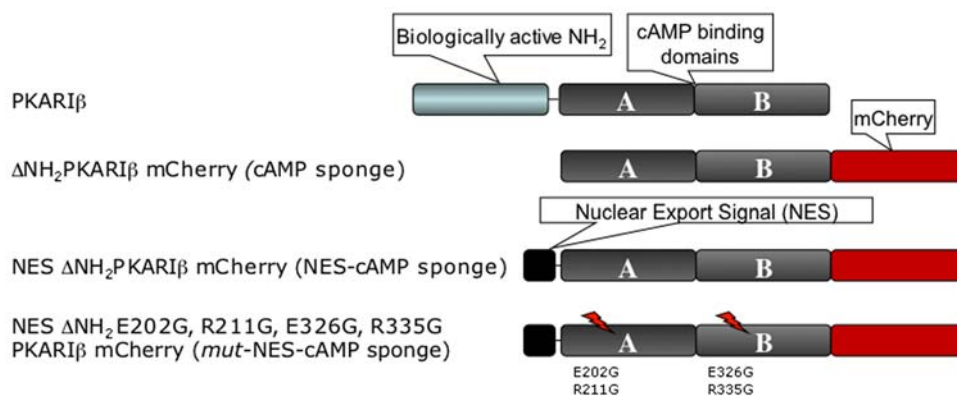 Biologically active NH₂
cAMP binding
domains
PKARIβ
A
B
mCherry
ΔNH₂PKARIβ mCherry (cAMP sponge)
A
B
Nuclear Export Signal (NES)
NES ΔNH₂PKARIβ mCherry (NES-cAMP sponge)
A
B
NES ΔNH₂E202G, R211G, E326G, R335G
PKARIβ mCherry (mut-NES-cAMP sponge)
A
B
E202G
R211G
E326G
R335G